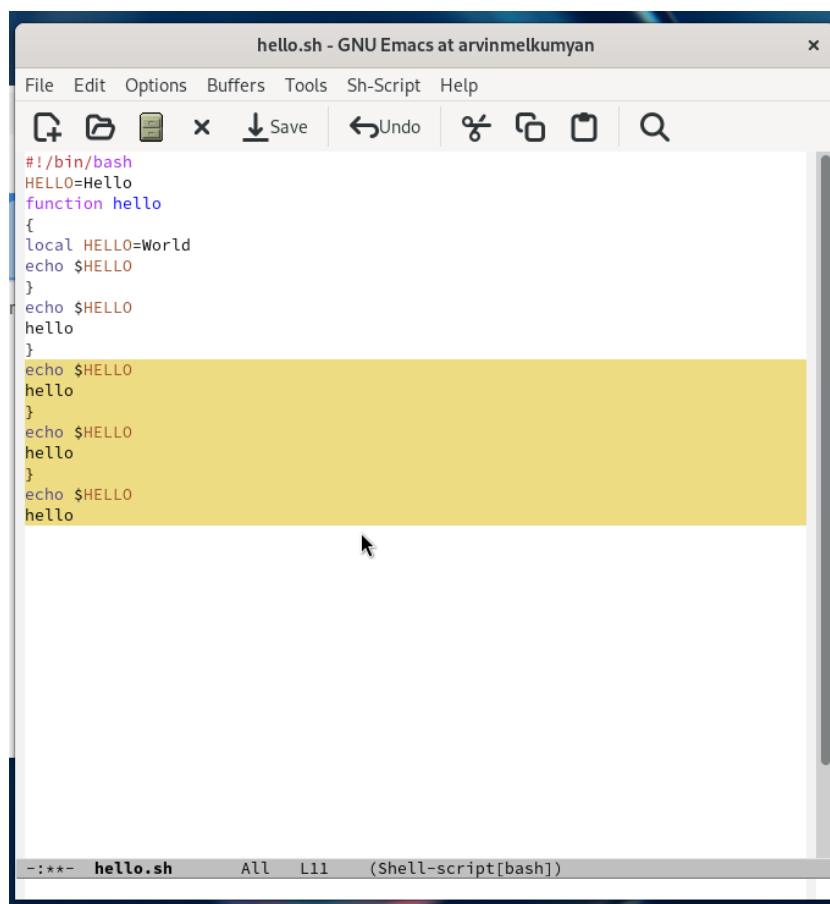 hello.sh - GNU Emacs at arvinmelkumyan ×
File Edit Options Buffers Tools Sh-Script Help
Save Undo
#!/bin/bash
HELLO=Hello
function hello
{
local HELLO=World
echo $HELLO
}
echo $HELLO
hello
}
echo $HELLO
hello
}
echo $HELLO
hello
}
echo $HELLO
hello
-:**- hello.sh All L11 (Shell-script[bash])